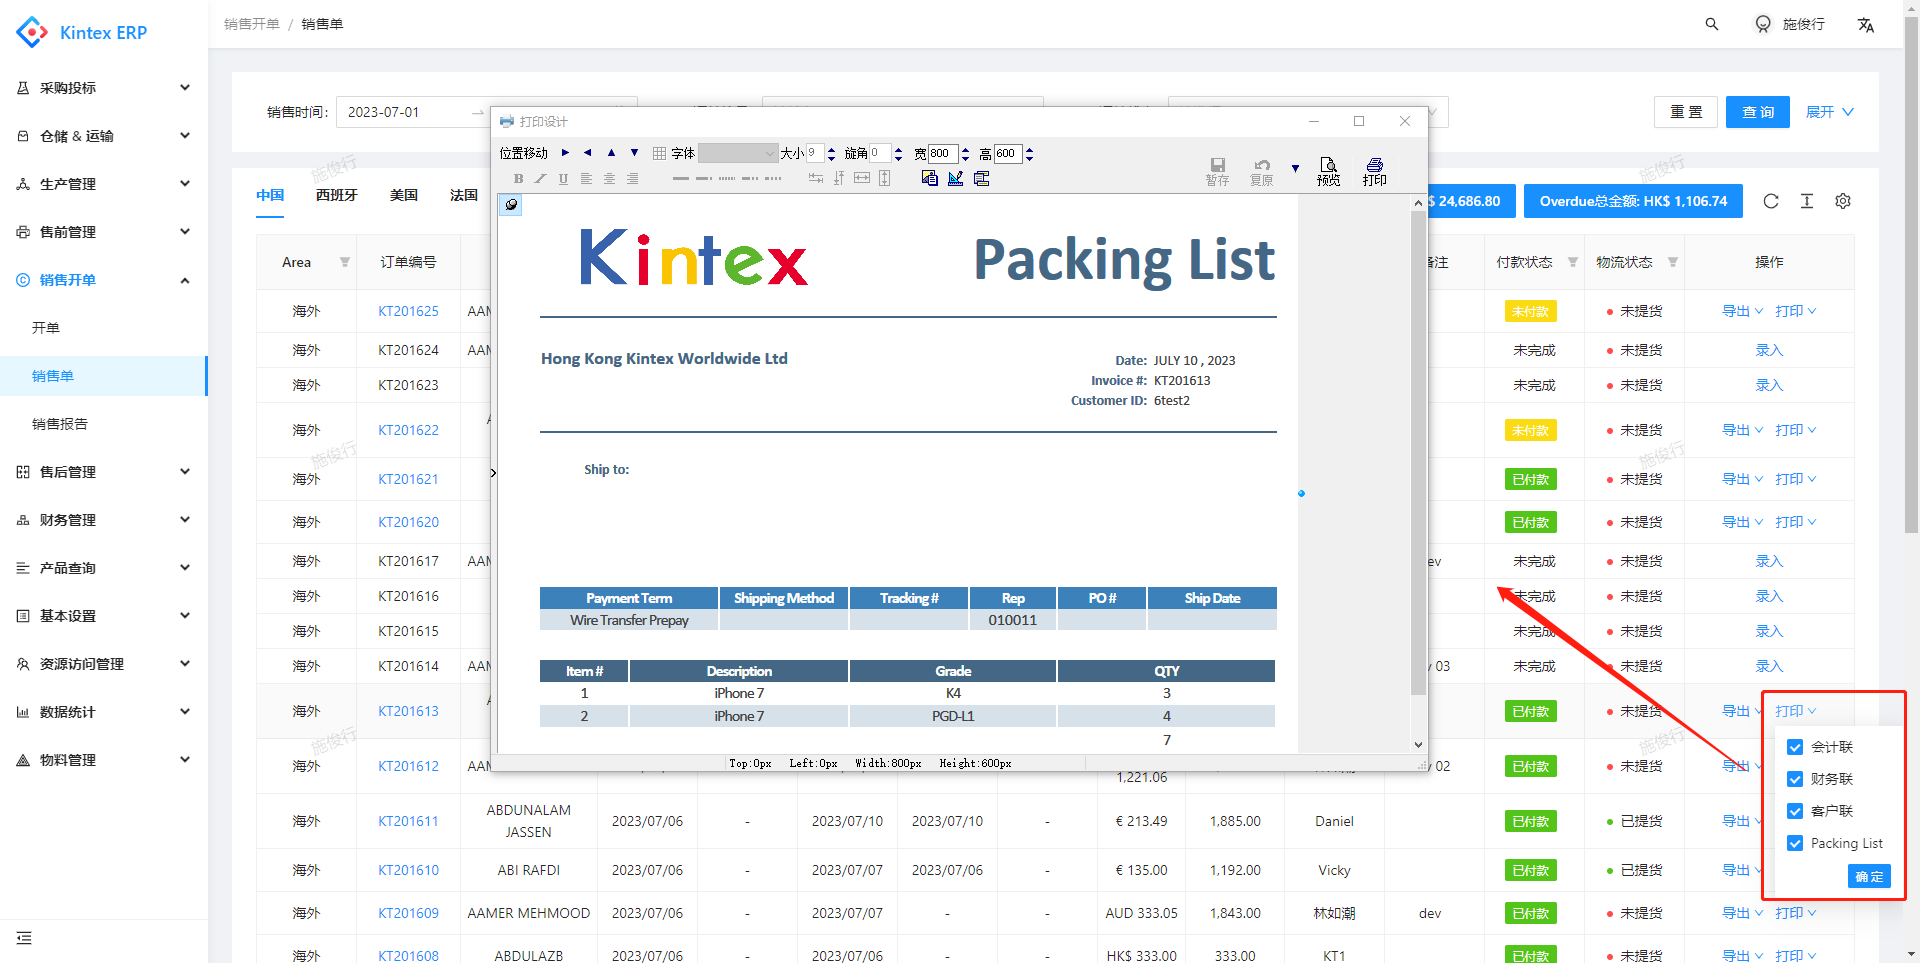 Kintex ERP
销售开单 / 销售单
施俊行
采购投标
仓储 & 运输
生产管理
售前管理
销售开单
开单
销售单
销售报告
售后管理
财务管理
产品查询
基本设置
资源访问管理
数据统计
物料管理
销售时间: 2023-07-01
重 置
查 询
展开
中国 西班牙 美国 法国
$ 24,686.80
Overdue总金额: HK$ 1,106.74
Area 订单编号 备注 付款状态 物流状态 操作
海外 KT201625 AAM 未付款 未提货 导出 打印
海外 KT201624 AAM 未完成 未提货 录入
海外 KT201623 未完成 未提货 录入
海外 KT201622 A 未付款 未提货 导出 打印
海外 KT201621 已付款 未提货 导出 打印
海外 KT201620 已付款 未提货 导出 打印
海外 KT201617 AAM ev 未完成 未提货 录入
海外 KT201616 未完成 未提货 录入
海外 KT201615 未完成 未提货 录入
海外 KT201614 AAM 03 未完成 未提货 录入
海外 KT201613 A 已付款 未提货 导出 打印
海外 KT201612 AAM 1,221.06 02 已付款 未提货 导出
海外 KT201611 ABDUNALAM JASSEN 2023/07/06 - 2023/07/10 2023/07/10 - € 213.49 1,885.00 Daniel 已付款 已提货 导出
海外 KT201610 ABI RAFDI 2023/07/06 - 2023/07/07 2023/07/06 - € 135.00 1,192.00 Vicky 已付款 已提货 导出
海外 KT201609 AAMER MEHMOOD 2023/07/06 - 2023/07/07 - - AUD 333.05 1,843.00 林如潮 dev 已付款 未提货 导出 打印
海外 KT201608 ABDULAZB 2023/07/06 - 2023/07/06 - - HK$ 333.00 333.00 KT1 已付款 未提货 导出 打印
打印设计
位置移动 字体 大小 9 旋角 0 宽 800 高 600
B I U
暂存 复原 预览 打印
Kintex
Packing List
Hong Kong Kintex Worldwide Ltd
Date: JULY 10 , 2023
Invoice #: KT201613
Customer ID: 6test2
Ship to:
Payment Term Shipping Method Tracking # Rep PO # Ship Date
Wire Transfer Prepay 010011
Item # Description Grade QTY
1 iPhone 7 K4 3
2 iPhone 7 PGD-L1 4
7
Top:0px Left:0px Width:800px Height:600px
会计联
财务联
客户联
Packing List
确 定
施俊行
施俊行
施俊行
施俊行
施俊行
施俊行